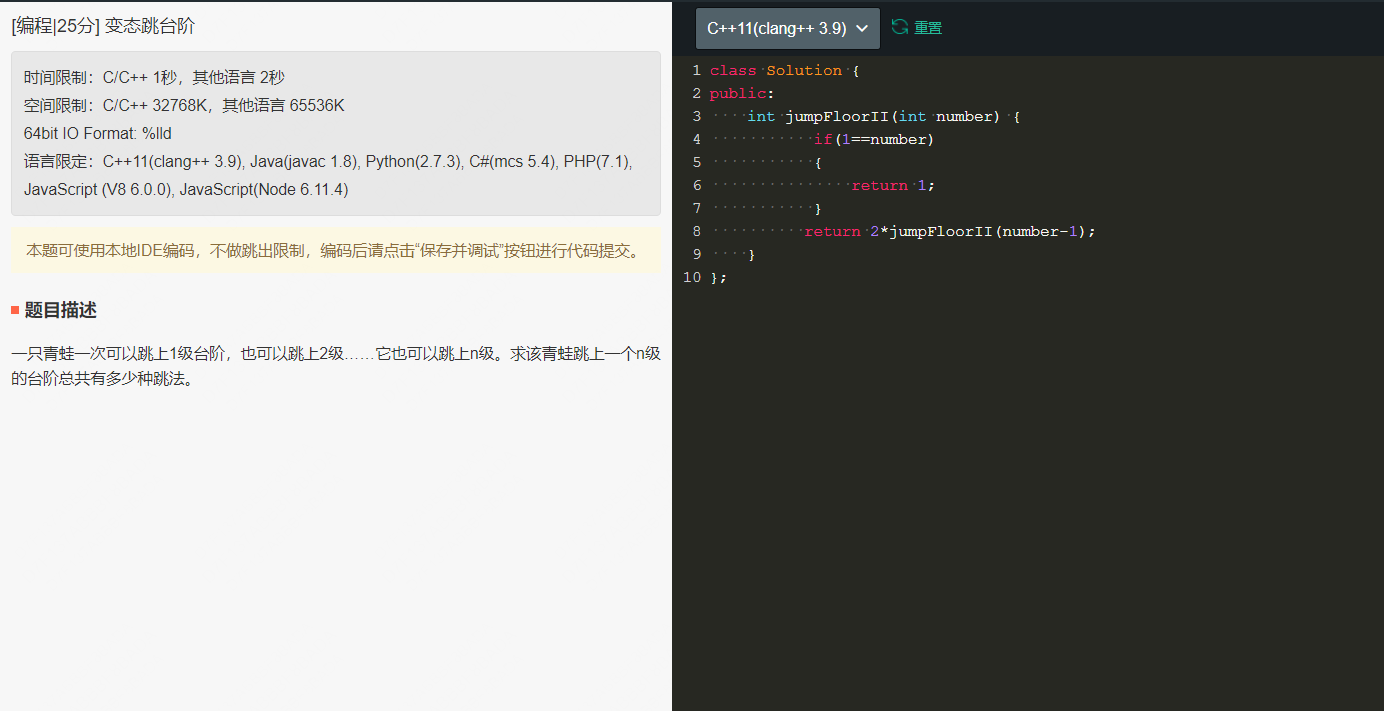 [编程|25分] 变态跳台阶
时间限制：C/C++ 1秒，其他语言 2秒
空间限制：C/C++ 32768K，其他语言 65536K
64bit IO Format: %lld
语言限定：C++11(clang++ 3.9), Java(javac 1.8), Python(2.7.3), C#(mcs 5.4), PHP(7.1),
JavaScript (V8 6.0.0), JavaScript(Node 6.11.4)
本题可使用本地IDE编码，不做跳出限制，编码后请点击“保存并调试”按钮进行代码提交。
题目描述
一只青蛙一次可以跳上1级台阶，也可以跳上2级……它也可以跳上n级。求该青蛙跳上一个n级
的台阶总共有多少种跳法。
C++11(clang++ 3.9) 重置
1 class Solution {
2 public:
3     int jumpFloorII(int number) {
4            if(1==number)
5            {
6                return 1;
7            }
8           return 2*jumpFloorII(number-1);
9     }
10 };